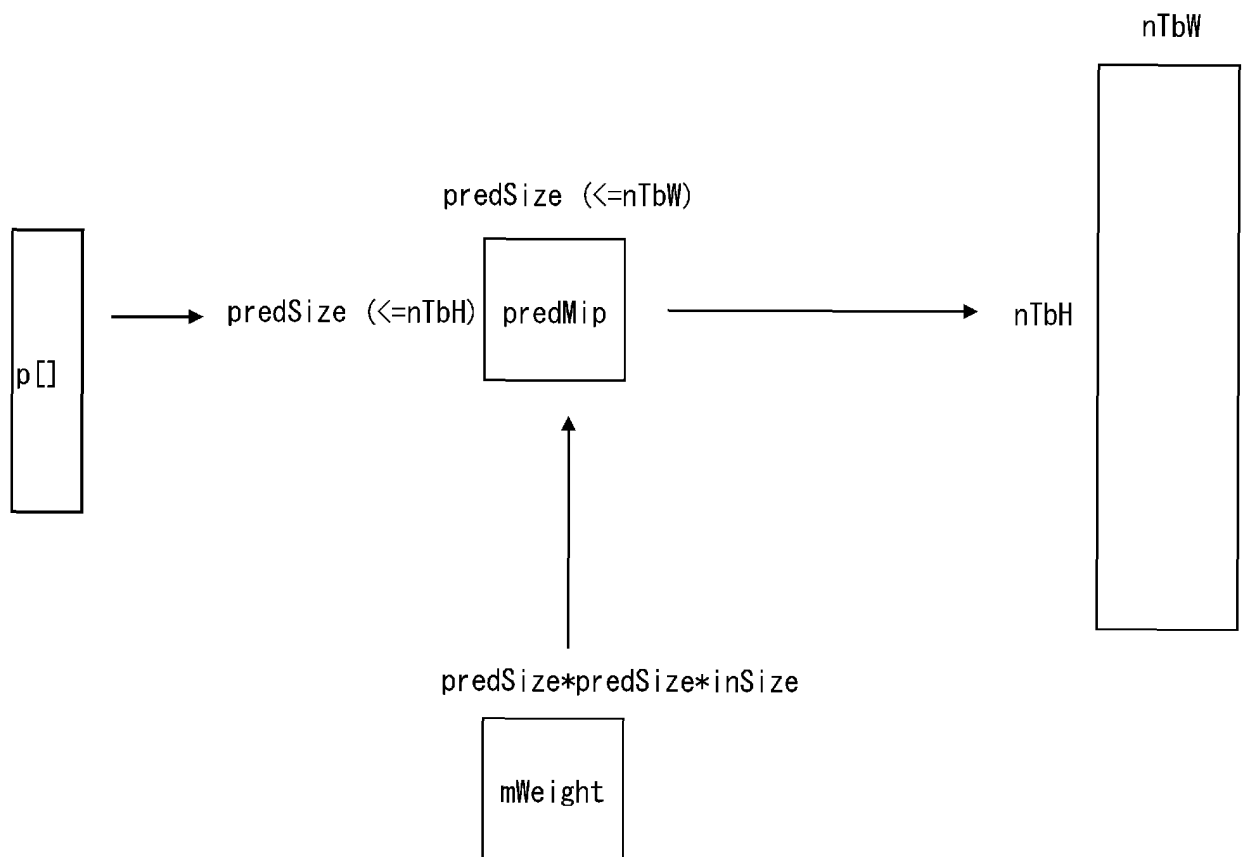 nTbW
predSize (<=nTbW)
predSize (<=nTbH)
predMip
nTbH
p[]
predSize*predSize*inSize
mWeight